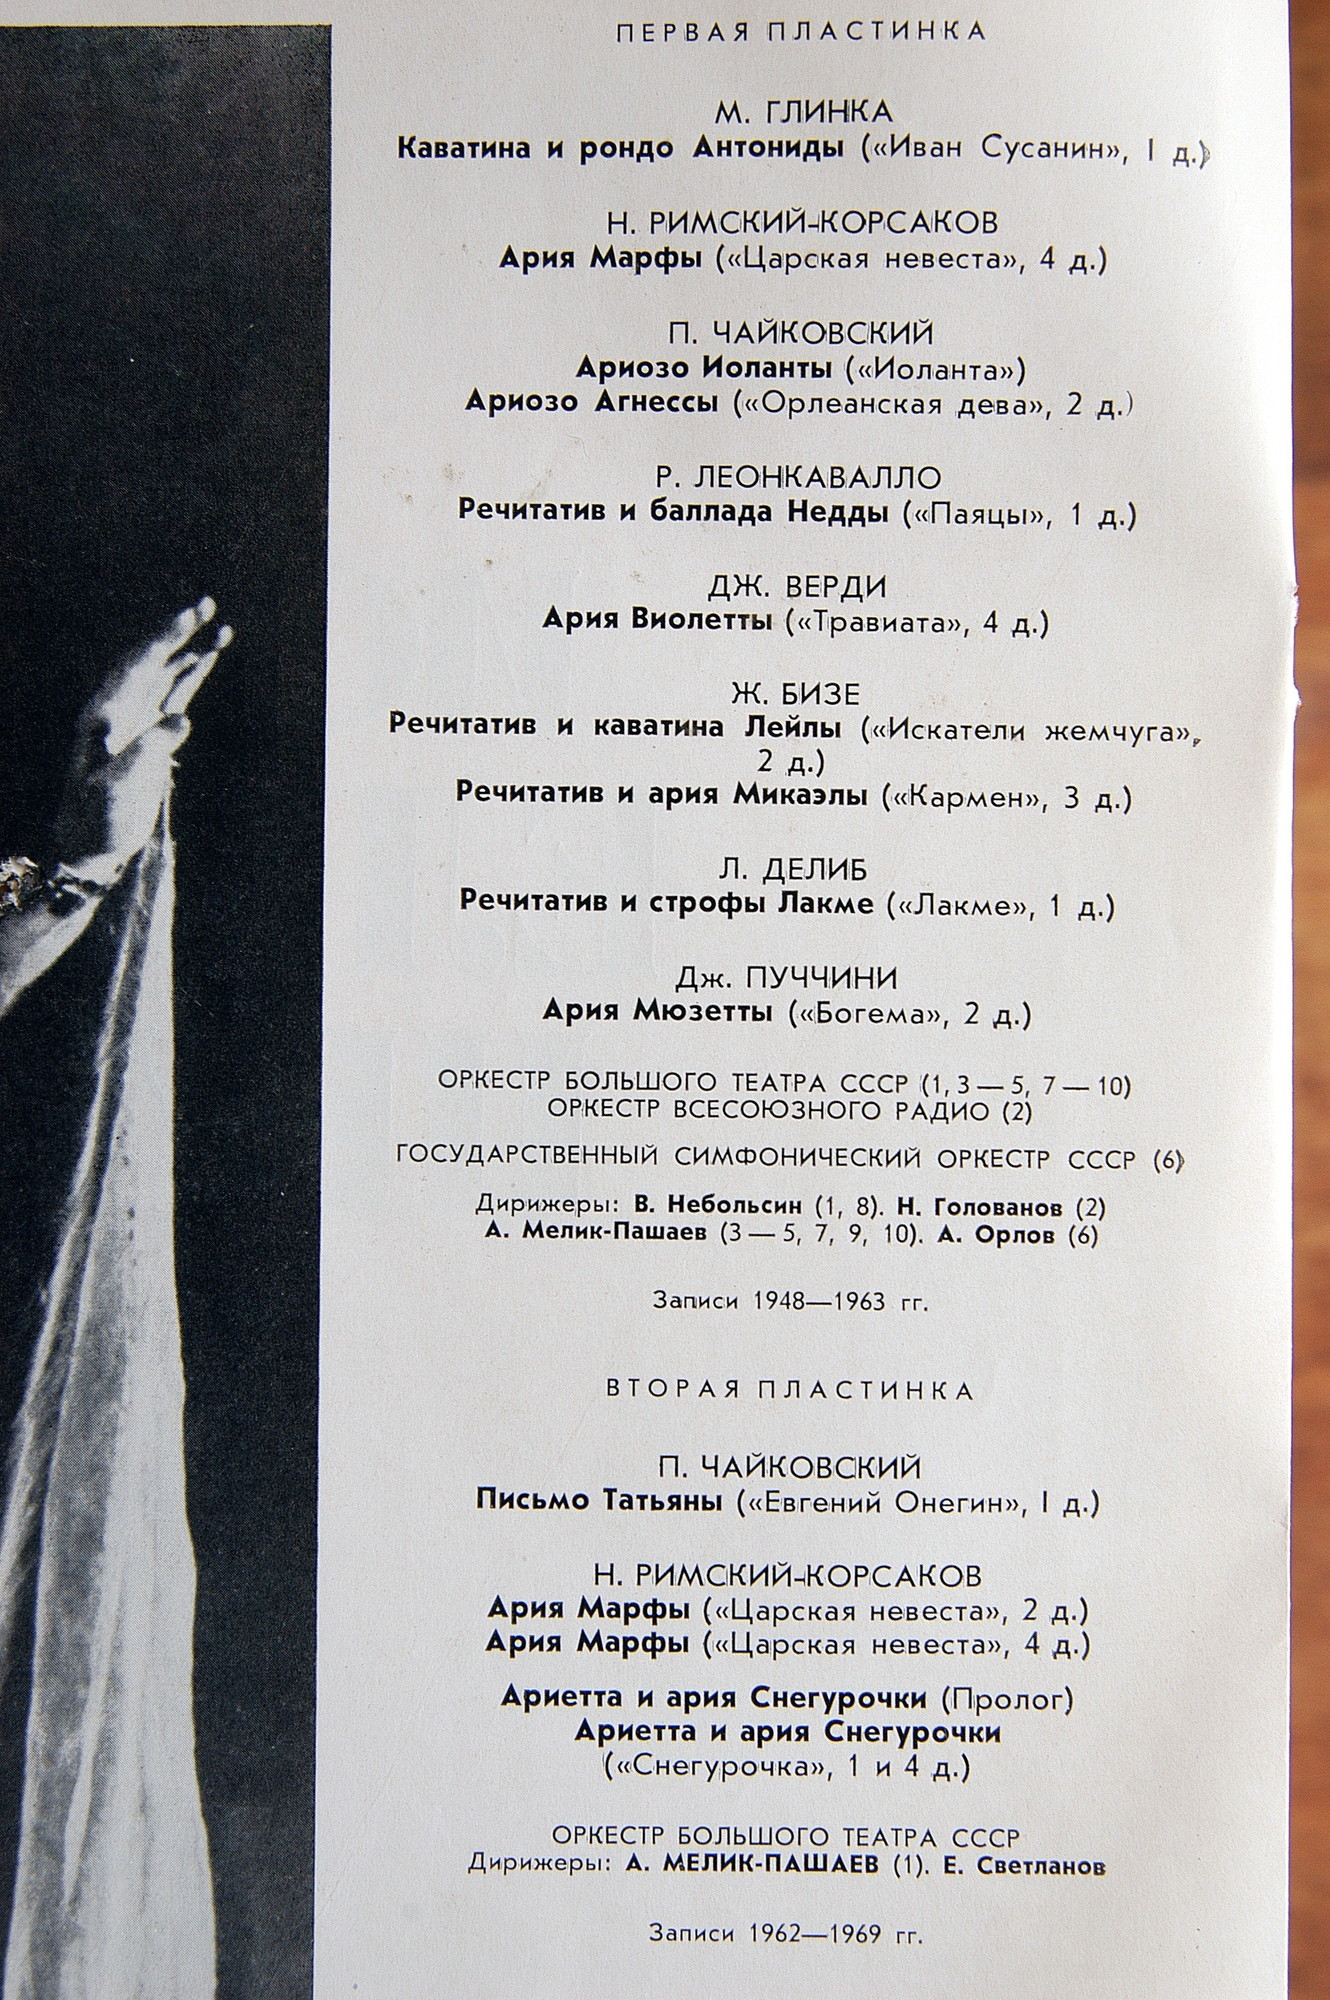 ПЕРВАЯ ПЛАСТИНКА
М. ГЛИНКА
Каватина и рондо Антониды («Иван Сусанин», I д.)
Н. РИМСКИЙ-КОРСАКОВ
Ария Марфы («Царская невеста», 4 д.)
П. ЧАЙКОВСКИЙ
Ариозо Иоланты («Иоланта»)
Ариозо Агнессы («Орлеанская дева», 2 д.)
Р. ЛЕОНКАВАЛЛО
Речитатив и баллада Недды («Паяцы», 1 д.)
ДЖ. ВЕРДИ
Ария Виолетты («Травиата», 4 д.)
Ж. БИЗЕ
Речитатив и каватина Лейлы («Искатели жемчуга»,
2 д.)
Речитатив и ария Микаэлы («Кармен», 3 д.)
Л. ДЕЛИБ
Речитатив и строфы Лакме («Лакме», 1 д.)
Дж. ПУЧЧИНИ
Ария Мюзетты («Богема», 2 д.)
ОРКЕСТР БОЛЬШОГО ТЕАТРА СССР (1, 3 — 5, 7 — 10)
ОРКЕСТР ВСЕСОЮЗНОГО РАДИО (2)
ГОСУДАРСТВЕННЫЙ СИМФОНИЧЕСКИЙ ОРКЕСТР СССР (6)
Дирижеры: В. Небольсин (1, 8). Н. Голованов (2)
А. Мелик-Пашаев (3 — 5, 7, 9, 10). А. Орлов (6)
Записи 1948—1963 гг.
ВТОРАЯ ПЛАСТИНКА
П. ЧАЙКОВСКИЙ
Письмо Татьяны («Евгений Онегин», I д.)
Н. РИМСКИЙ-КОРСАКОВ
Ария Марфы («Царская невеста», 2 д.)
Ария Марфы («Царская невеста», 4 д.)
Ариетта и ария Снегурочки (Пролог)
Ариетта и ария Снегурочки
(«Снегурочка», 1 и 4 д.)
ОРКЕСТР БОЛЬШОГО ТЕАТРА СССР
Дирижеры: А. МЕЛИК-ПАШАЕВ (1). Е. Светланов
Записи 1962—1969 гг.